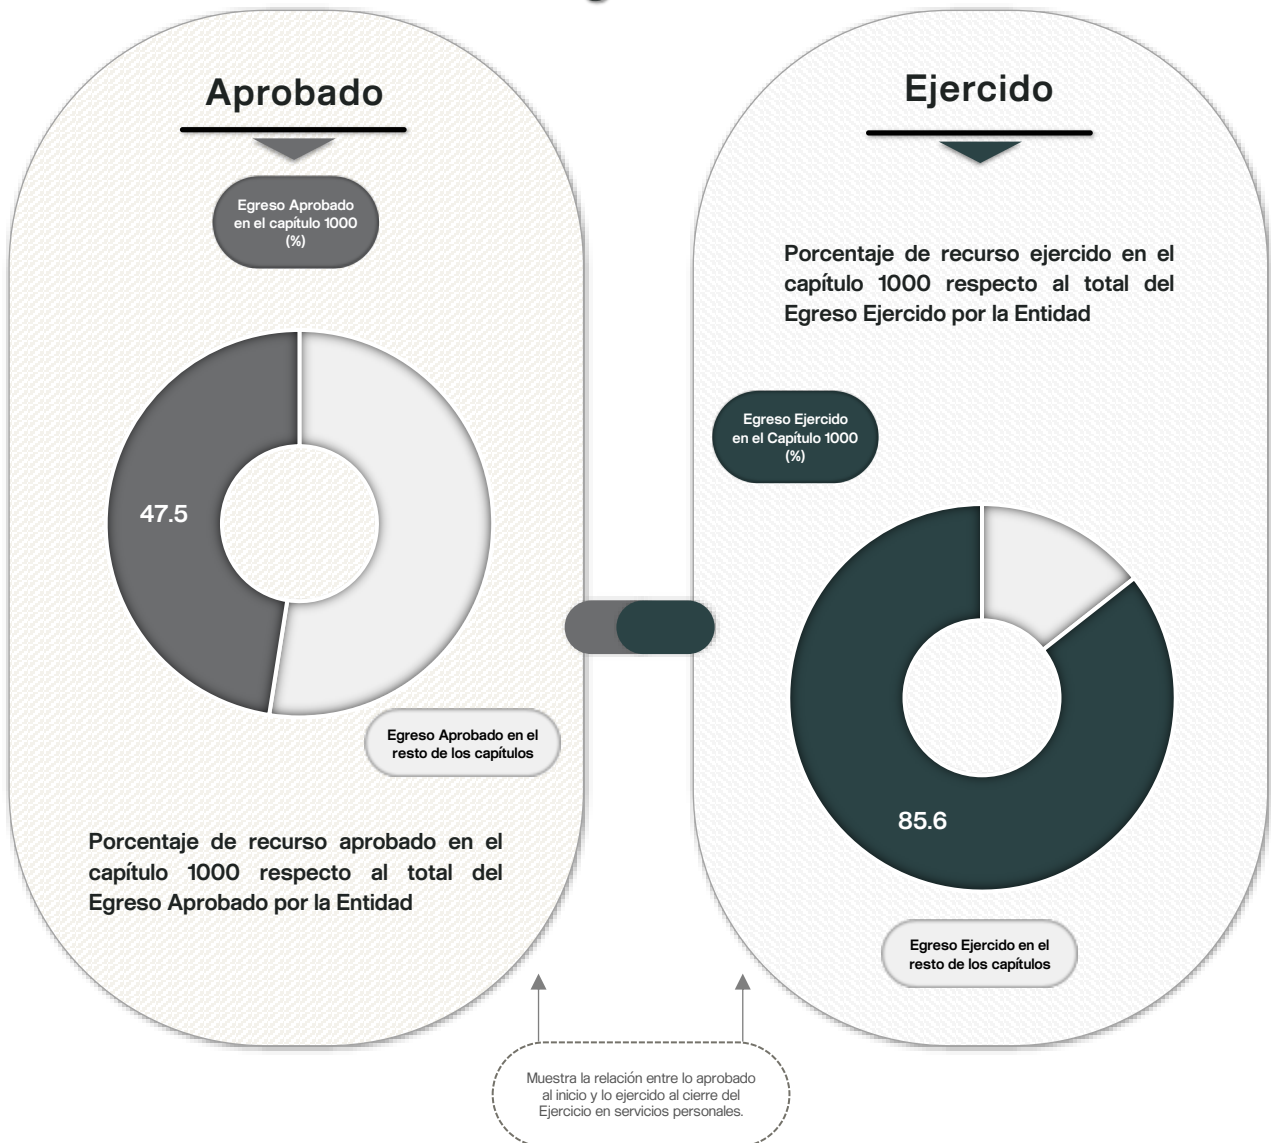 Aprobado
Egreso Aprobado
en el capítulo 1000
(%)
47.5
Egreso Aprobado en el
resto de los capítulos
Porcentaje de recurso aprobado en el
capítulo 1000 respecto al total del
Egreso Aprobado por la Entidad
Ejercido
Porcentaje de recurso ejercido en el
capítulo 1000 respecto al total del
Egreso Ejercido por la Entidad
Egreso Ejercido
en el Capítulo 1000
(%)
85.6
Egreso Ejercido en el
resto de los capítulos
Muestra la relación entre lo aprobado
al inicio y lo ejercido al cierre del
Ejercicio en servicios personales.